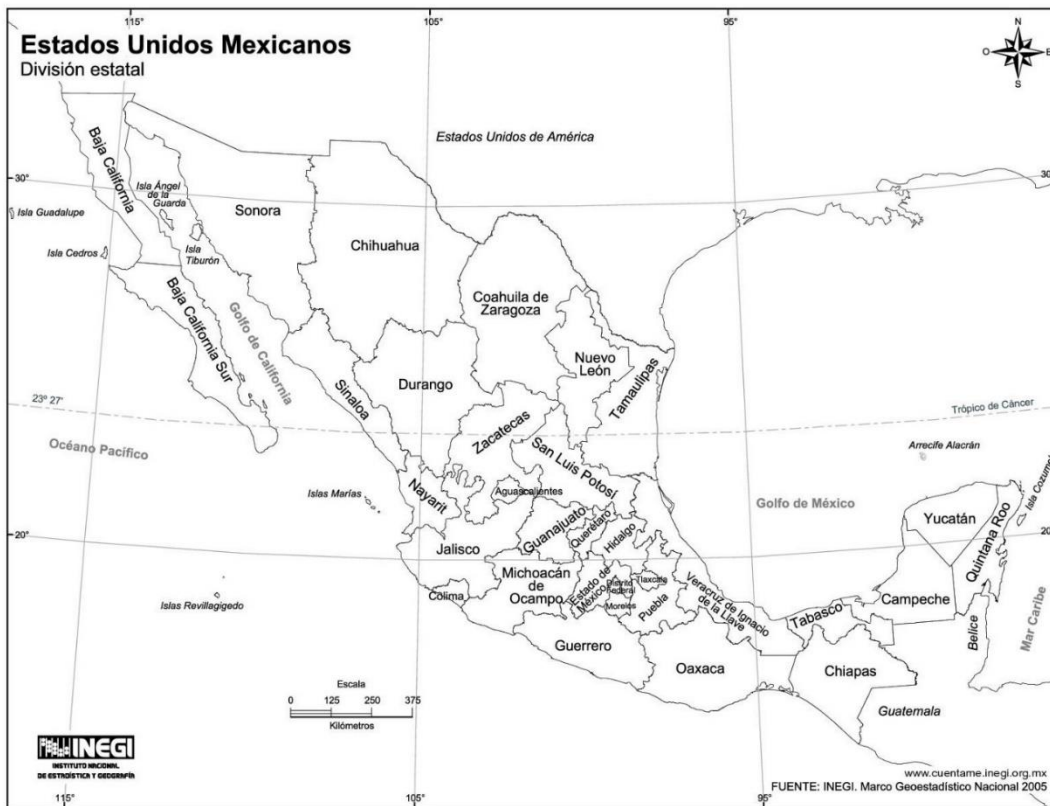 115°
105°
95°
Estados Unidos Mexicanos
División estatal
N
O
E
S
Estados Unidos de América
30°
30
Baja California
Isla Ángel
de la
Guarda
Sonora
Isla Guadalupe
Chihuahua
Isla Cedros
Isla
Tiburón
Coahuila de
Zaragoza
Baja California Sur
Golfo de California
Nuevo
León
Tamaulipas
Durango
Sinaloa
23° 27'
Trópico de Càncer
Zacatecas
Océano Pacífico
Arrecife Alacrán
San Luis Potosí
Islas Marías
Nayarit
Aguascalientes
Golfo de México
Isla Cozumel
Yucatán
Quintana Roo
20°
20°
Guanajuato
Querétaro
Hidalgo
Jalisco
Michoacán
de
Ocampo
Estado de
México
Distrito
Federal
Tlaxcala
Veracruz de Ignacio
de la Llave
Colima
Morelos
Puebla
Tabasco
Campeche
Islas Revillagigedo
Belice
Mar Caribe
Guerrero
Oaxaca
Chiapas
Escala
0 125 250 375
Kilómetros
Guatemala
INEGI
INSTITUTO NACIONAL
DE ESTADÍSTICA Y GEOGRAFÍA
www.cuentame.inegi.org.mx
FUENTE: INEGI. Marco Geoestadístico Nacional 2005
115°
105°
95°